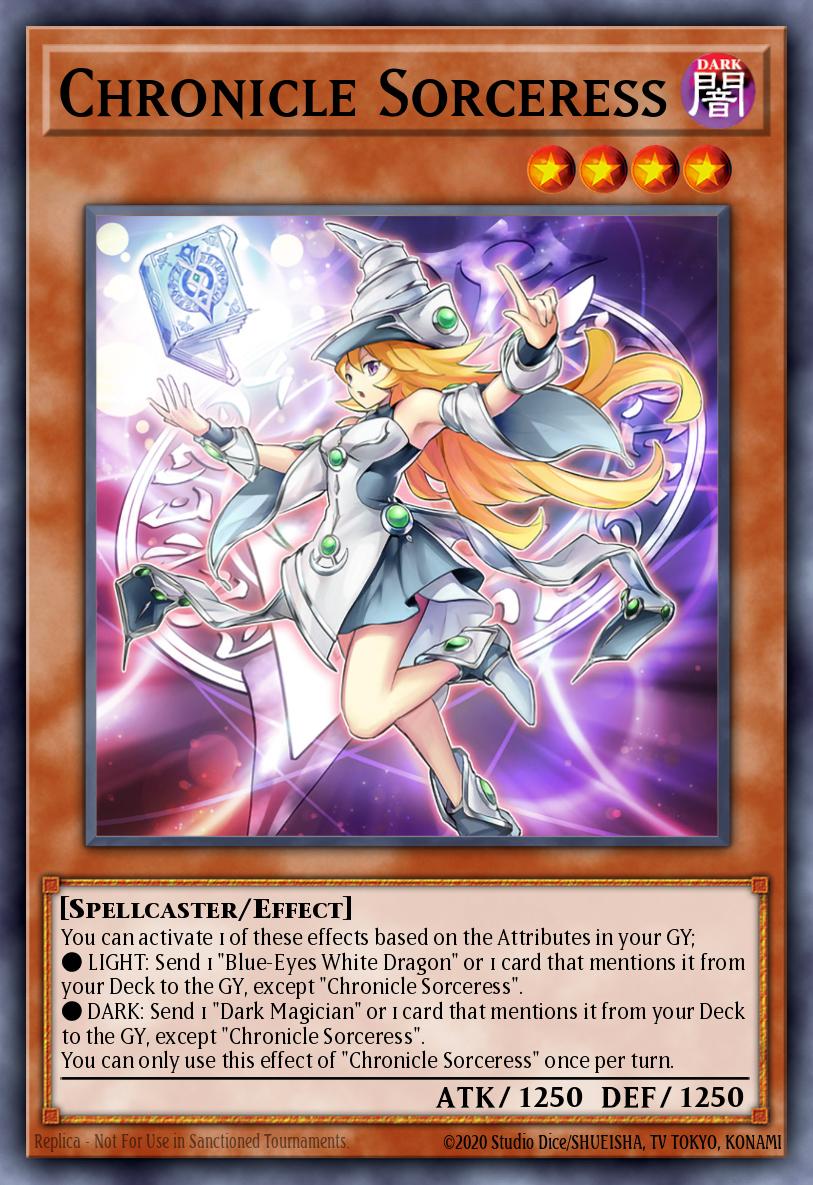 Chronicle Sorceress
DARK
闇
[Spellcaster/Effect]
You can activate 1 of these effects based on the Attributes in your GY;
● LIGHT: Send 1 "Blue-Eyes White Dragon" or 1 card that mentions it from
your Deck to the GY, except "Chronicle Sorceress".
● DARK: Send 1 "Dark Magician" or 1 card that mentions it from your Deck
to the GY, except "Chronicle Sorceress".
You can only use this effect of "Chronicle Sorceress" once per turn.
ATK/ 1250 DEF/ 1250
Replica - Not For Use in Sanctioned Tournaments.
©2020 Studio Dice/SHUEISHA, TV TOKYO, KONAMI